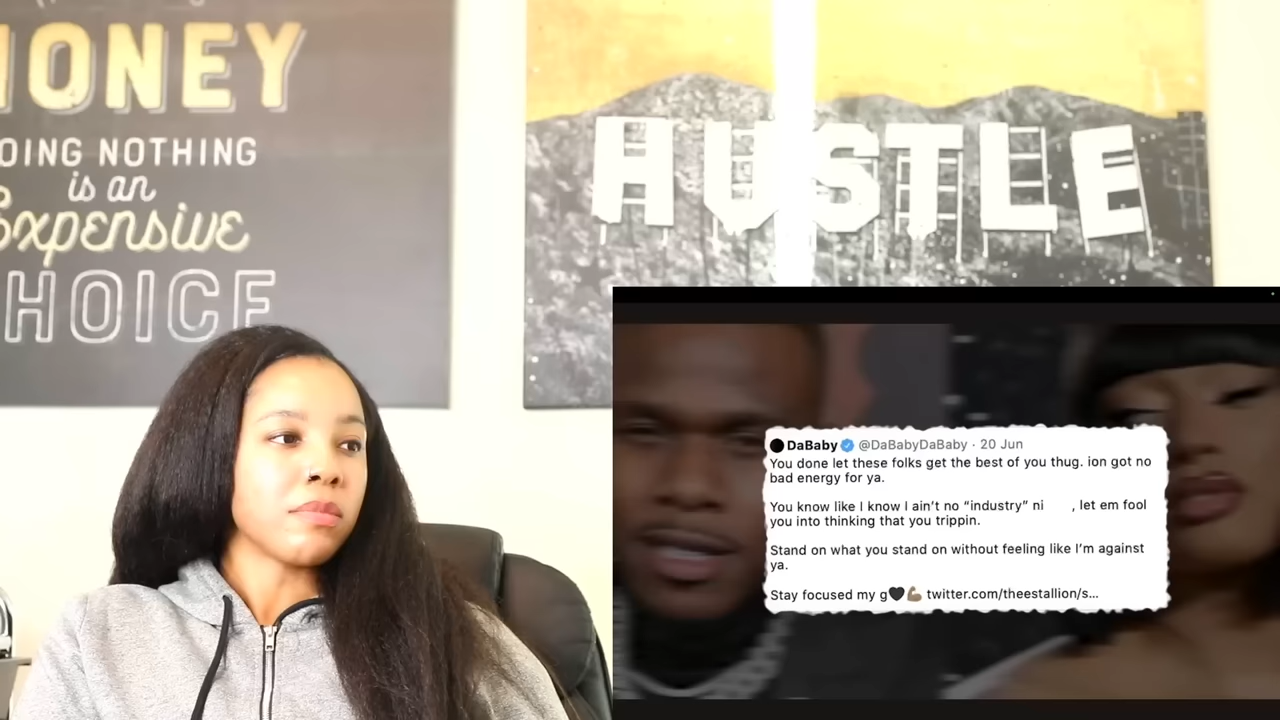 MONEY
DOING NOTHING
is an
Expensive
CHOICE
HUSTLE
DaBaby @DaBabyDaBaby · 20 Jun
You done let these folks get the best of you thug. ion got no
bad energy for ya.
You know like I know I ain't no “industry” ni , let em fool
you into thinking that you trippin.
Stand on what you stand on without feeling like I'm against
ya.
Stay focused my g🖤💪🏽 twitter.com/theestallion/s...